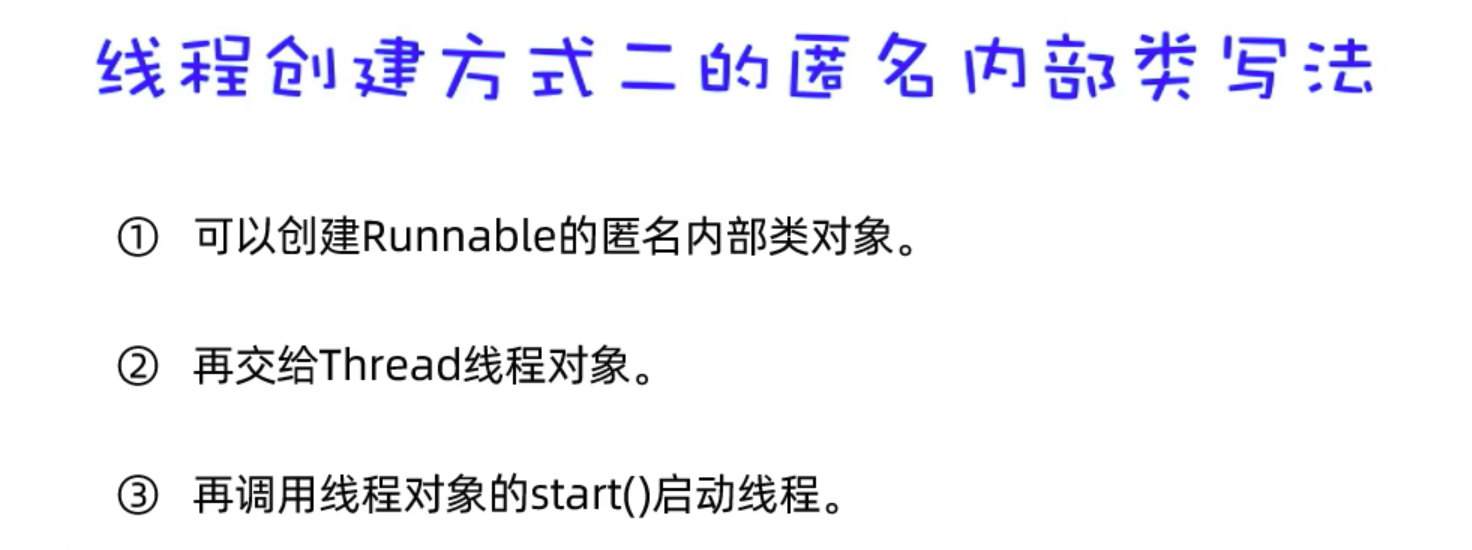 线程创建方式二的匿名内部类写法
① 可以创建Runnable的匿名内部类对象。
② 再交给Thread线程对象。
③ 再调用线程对象的start()启动线程。